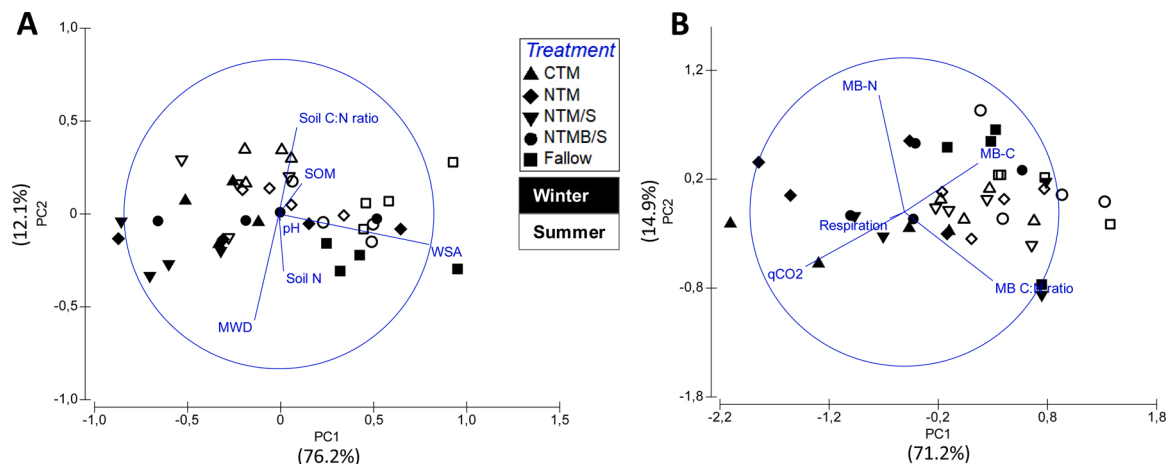 A
1,0
0,5
0
-0,5
-1,0
PC2
(12.1%)
Soil C:N ratio
SOM
pH
WSA
Soil N
MWD
-1,0
-0,5
0
0,5
1,0
1,5
PC1
(76.2%)
Treatment
CTM
NTM
NTM/S
NTMB/S
Fallow
Winter
Summer
B
1,2
0,2
-0,8
-1,8
PC2
(14.9%)
MB-N
MB-C
Respiration
qCO2
MB C:N ratio
-2,2
-1,2
-0,2
0,8
1,8
PC1
(71.2%)